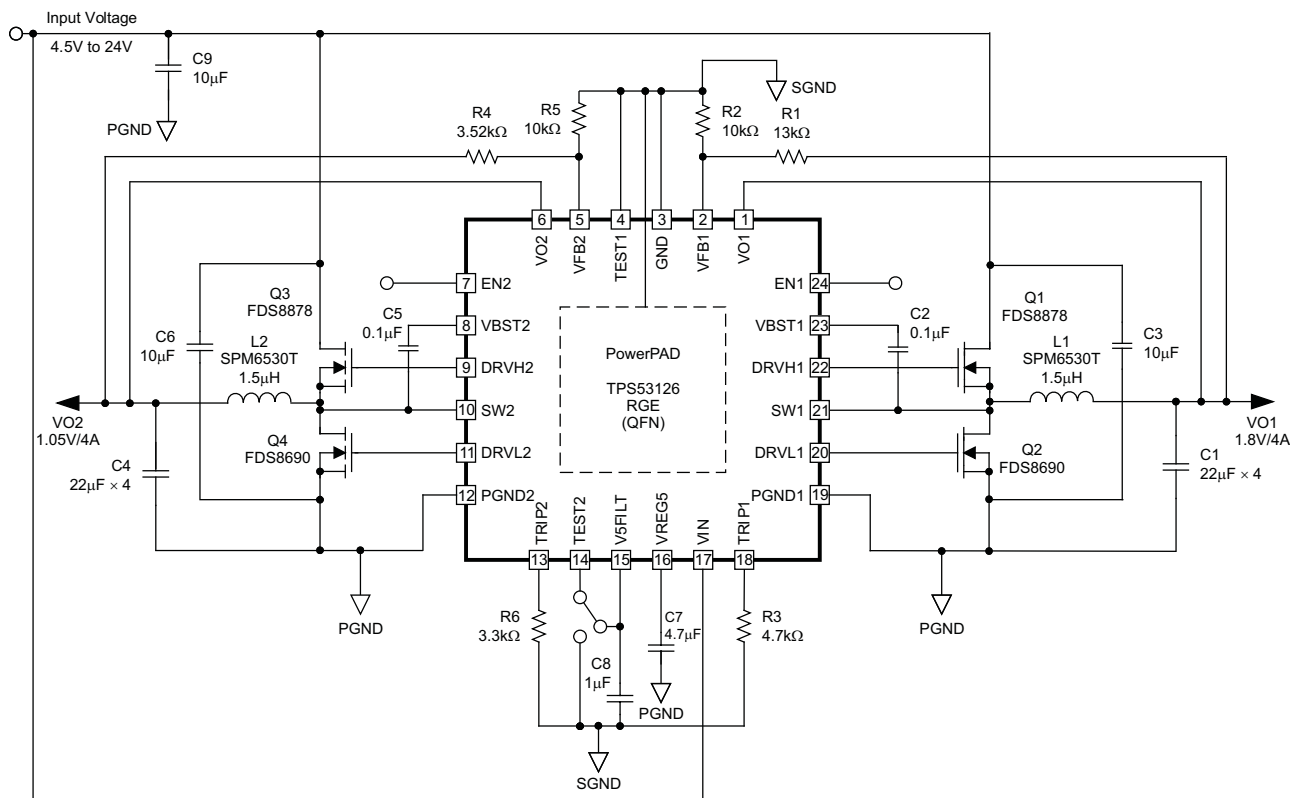 Input Voltage
4.5V to 24V
C9
10μF
PGND
SGND
R4
3.52kΩ
R5
10kΩ
R2
10kΩ
R1
13kΩ
6
5
4
3
2
1
VO2
VFB2
TEST1
GND
VFB1
VO1
7
EN2
EN1
24
8
VBST2
VBST1
23
9
DRVH2
DRVH1
22
10
SW2
SW1
21
11
DRVL2
DRVL1
20
12
PGND2
PGND1
19
PowerPAD
TPS53126
RGE
(QFN)
Q3
FDS8878
C5
0.1μF
C6
10μF
L2
SPM6530T
1.5μH
VO2
1.05V/4A
Q4
FDS8690
C4
22μF × 4
PGND
C2
0.1μF
Q1
FDS8878
L1
SPM6530T
1.5μH
C3
10μF
VO1
1.8V/4A
Q2
FDS8690
C1
22μF × 4
PGND
TRIP2
TEST2
V5FILT
VREG5
VIN
TRIP1
13
14
15
16
17
18
R6
3.3kΩ
C8
1μF
C7
4.7μF
PGND
R3
4.7kΩ
SGND